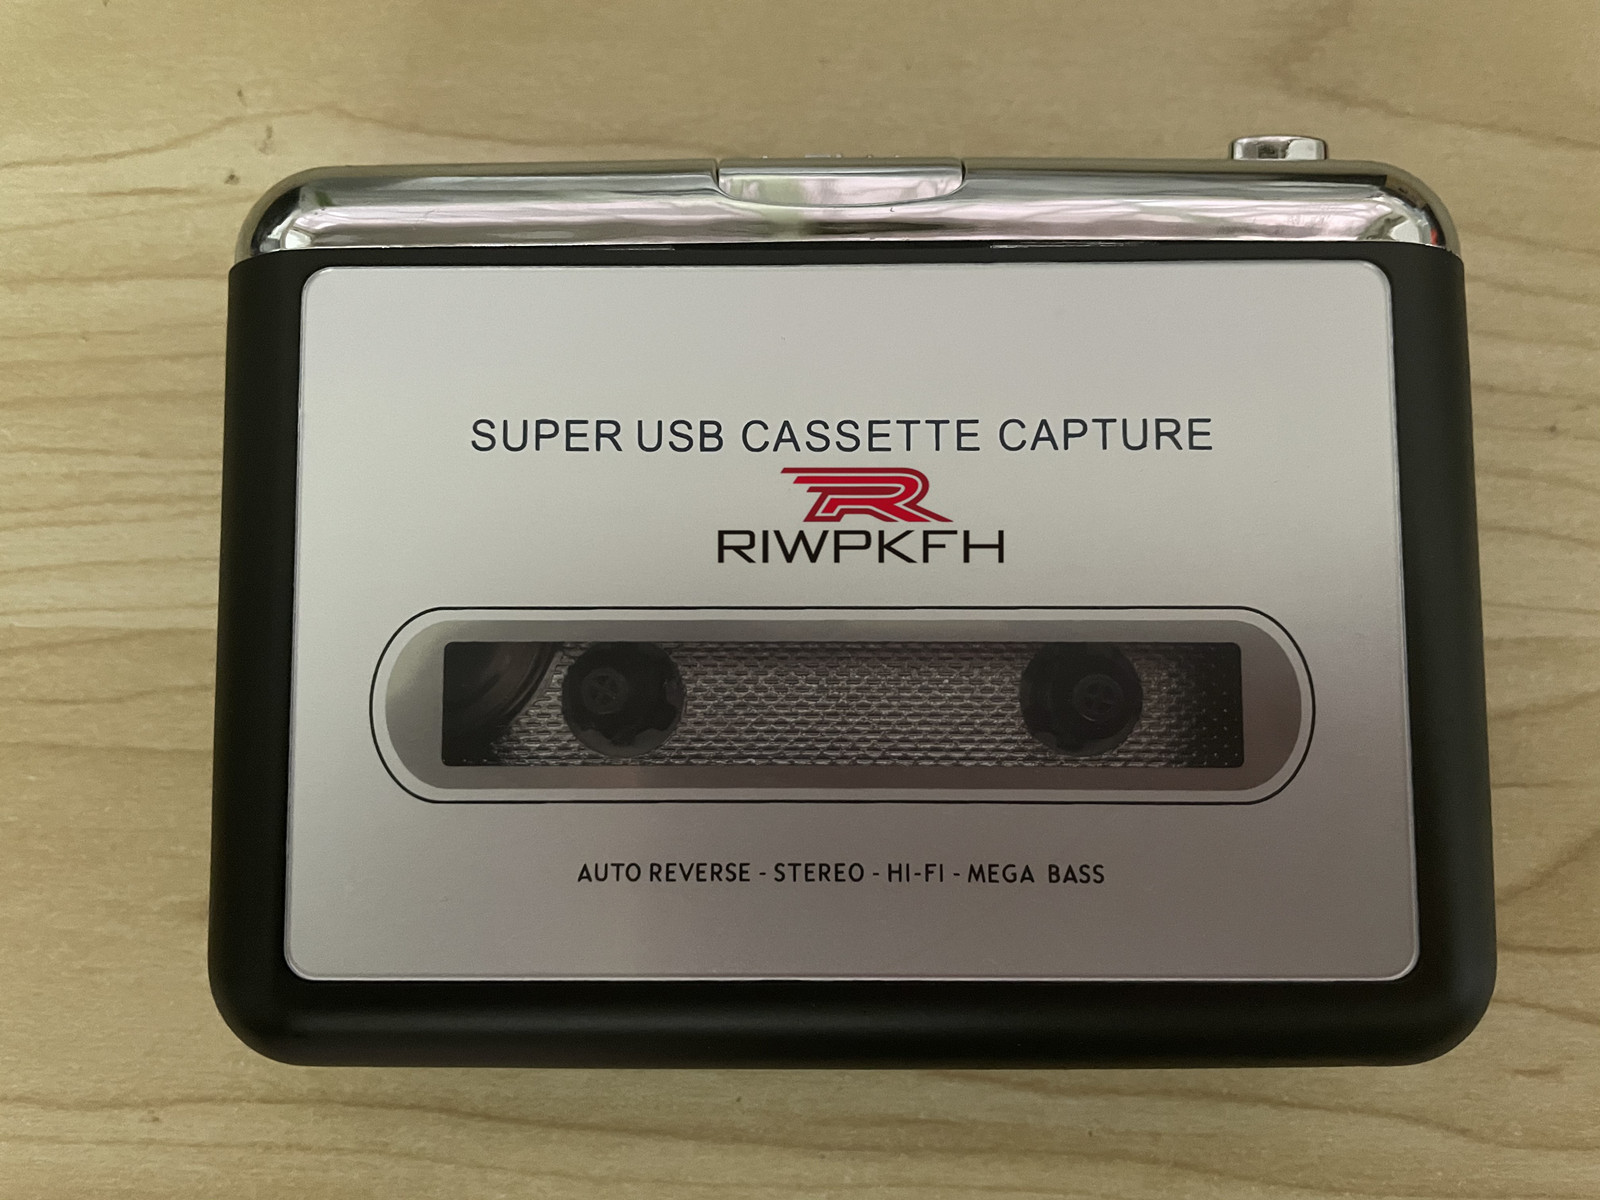 SUPER USB CASSETTE CAPTURE
R
RIWPKFH
AUTO REVERSE - STEREO - HI-FI - MEGA BASS